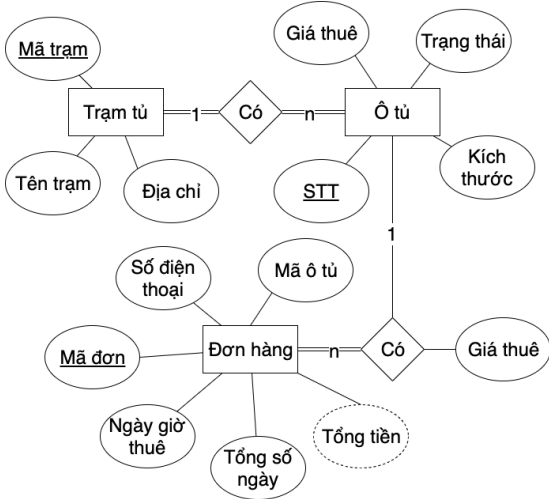 Mã trạm
Giá thuê
Trạng thái
Trạm tủ
1
Có
n
Ô tủ
Tên trạm
Địa chỉ
STT
Kích
thước
1
Số điện
thoại
Mã ô tủ
Mã đơn
Đơn hàng
n
Có
Giá thuê
Ngày giờ
thuê
Tổng số
ngày
Tổng tiền